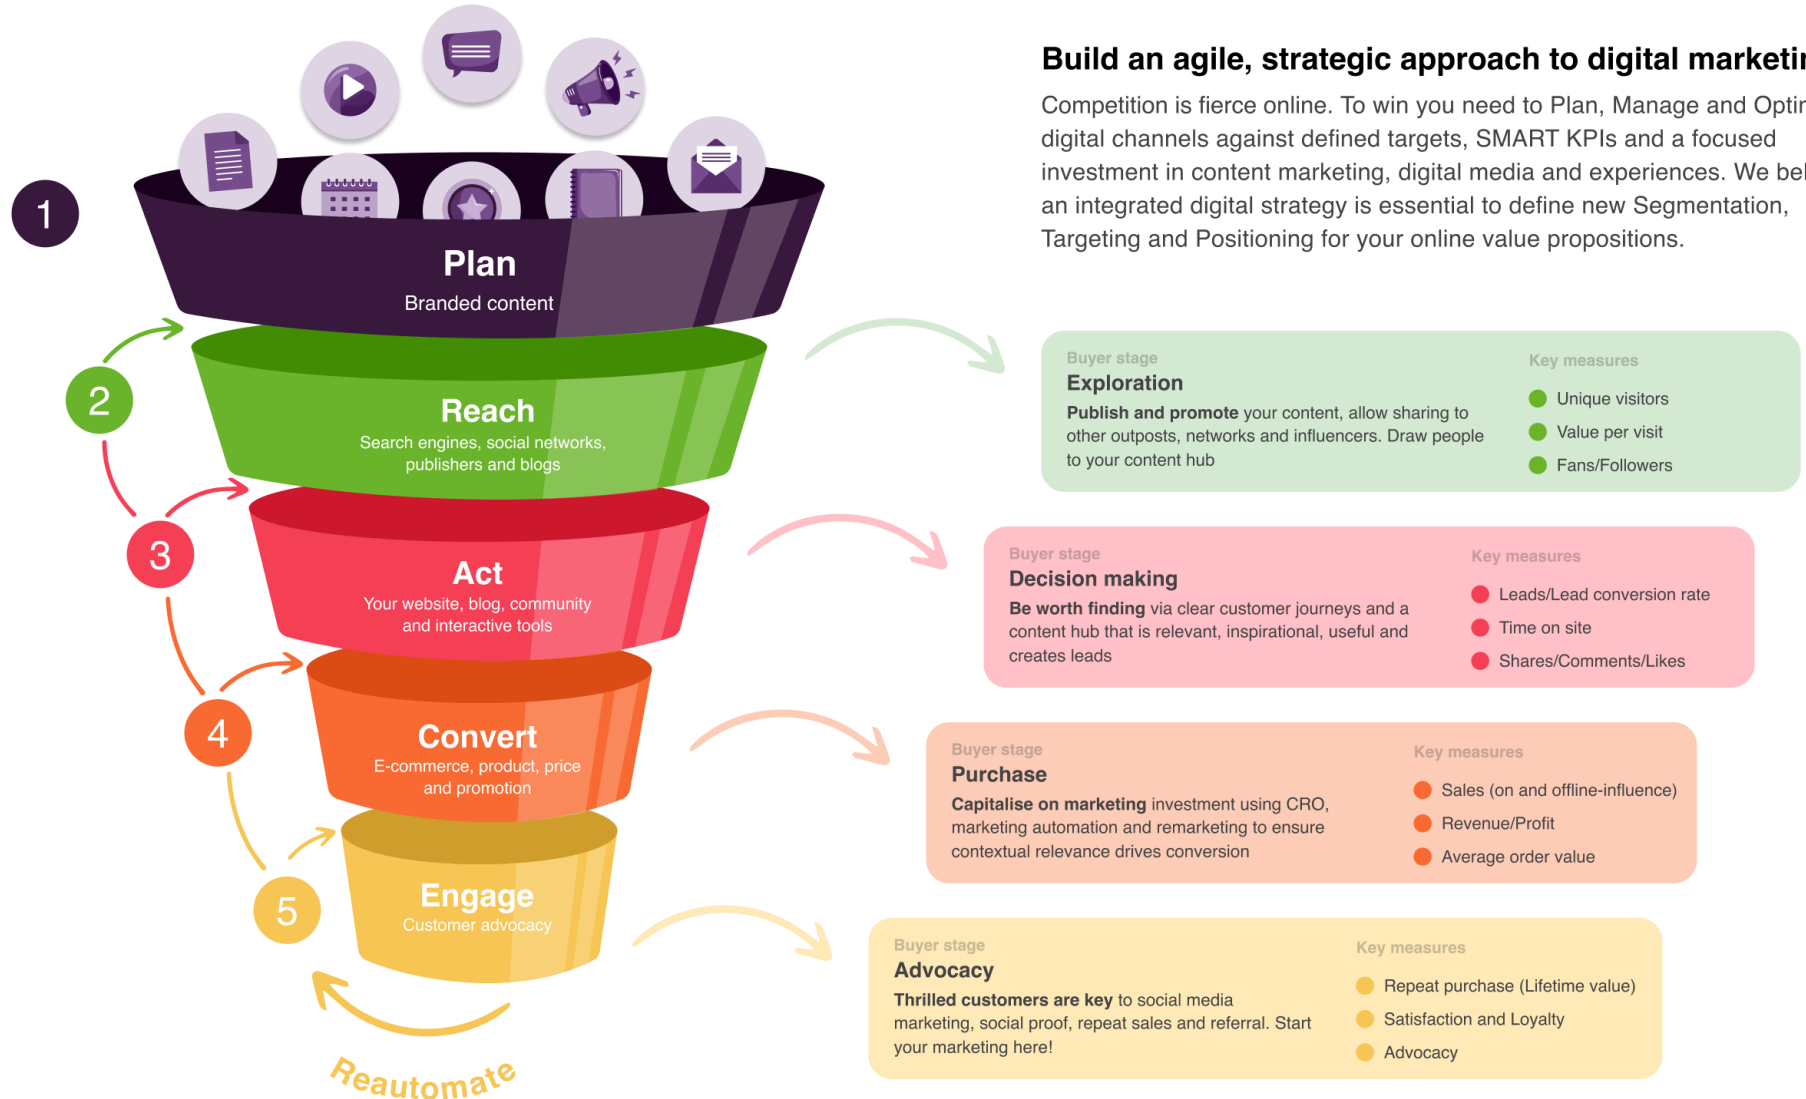 Build an agile, strategic approach to digital
Competition is fierce online. To win you need to Plan, Manage and
digital channels against defined targets, SMART KPIs and a focused
investment in content marketing, digital media and experiences. We
an integrated digital strategy is essential to define new Segmentation,
Targeting and Positioning for your online value propositions.
1
Plan
Branded content
2
Reach
Search engines, social networks,
publishers and blogs
Buyer stage
Exploration
Publish and promote your content, allow sharing to
other outposts, networks and influencers. Draw people
to your content hub
Key measures
Unique visitors
Value per visit
Fans/Followers
3
Act
Your website, blog, community
and interactive tools
Buyer stage
Decision making
Be worth finding via clear customer journeys and a
content hub that is relevant, inspirational, useful and
creates leads
Key measures
Leads/Lead conversion rate
Time on site
Shares/Comments/Likes
4
Convert
E-commerce, product, price
and promotion
Buyer stage
Purchase
Capitalise on marketing investment using CRO,
marketing automation and remarketing to ensure
contextual relevance drives conversion
Key measures
Sales (on and offline-influence)
Revenue/Profit
Average order value
5
Engage
Customer advocacy
Buyer stage
Advocacy
Thrilled customers are key to social media
marketing, social proof, repeat sales and referral. Start
your marketing here!
Key measures
Repeat purchase (Lifetime value)
Satisfaction and Loyalty
Advocacy
Reautomate